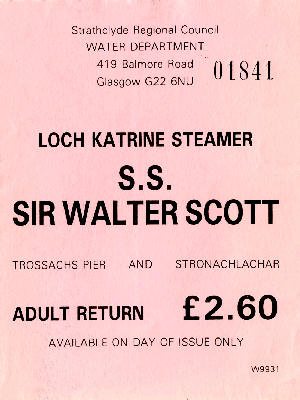 Strathclyde Regional Council
WATER DEPARTMENT
419 Balmore Road
Glasgow G22 6NU
01841
LOCH KATRINE STEAMER
S.S.
SIR WALTER SCOTT
TROSSACHS PIER AND STRONACHLACHAR
ADULT RETURN £2.60
AVAILABLE ON DAY OF ISSUE ONLY
W9931